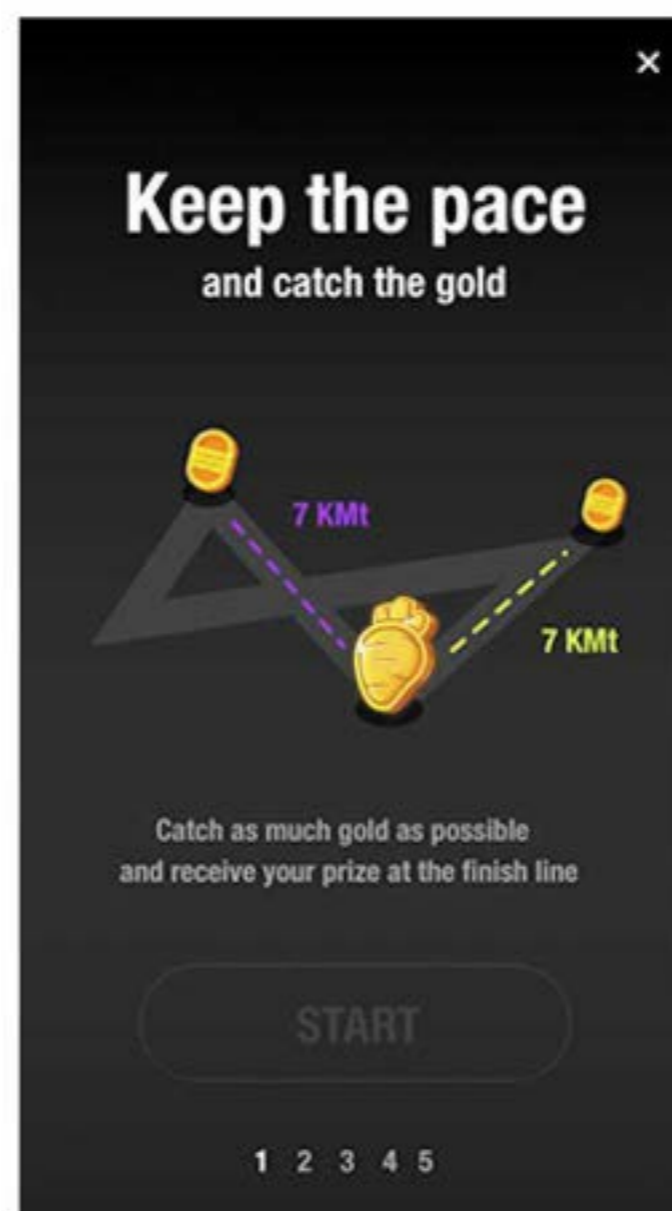 ×
Keep the pace
and catch the gold
7 KMt
7 KMt
Catch as much gold as possible
and receive your prize at the finish line
START
1 2 3 4 5